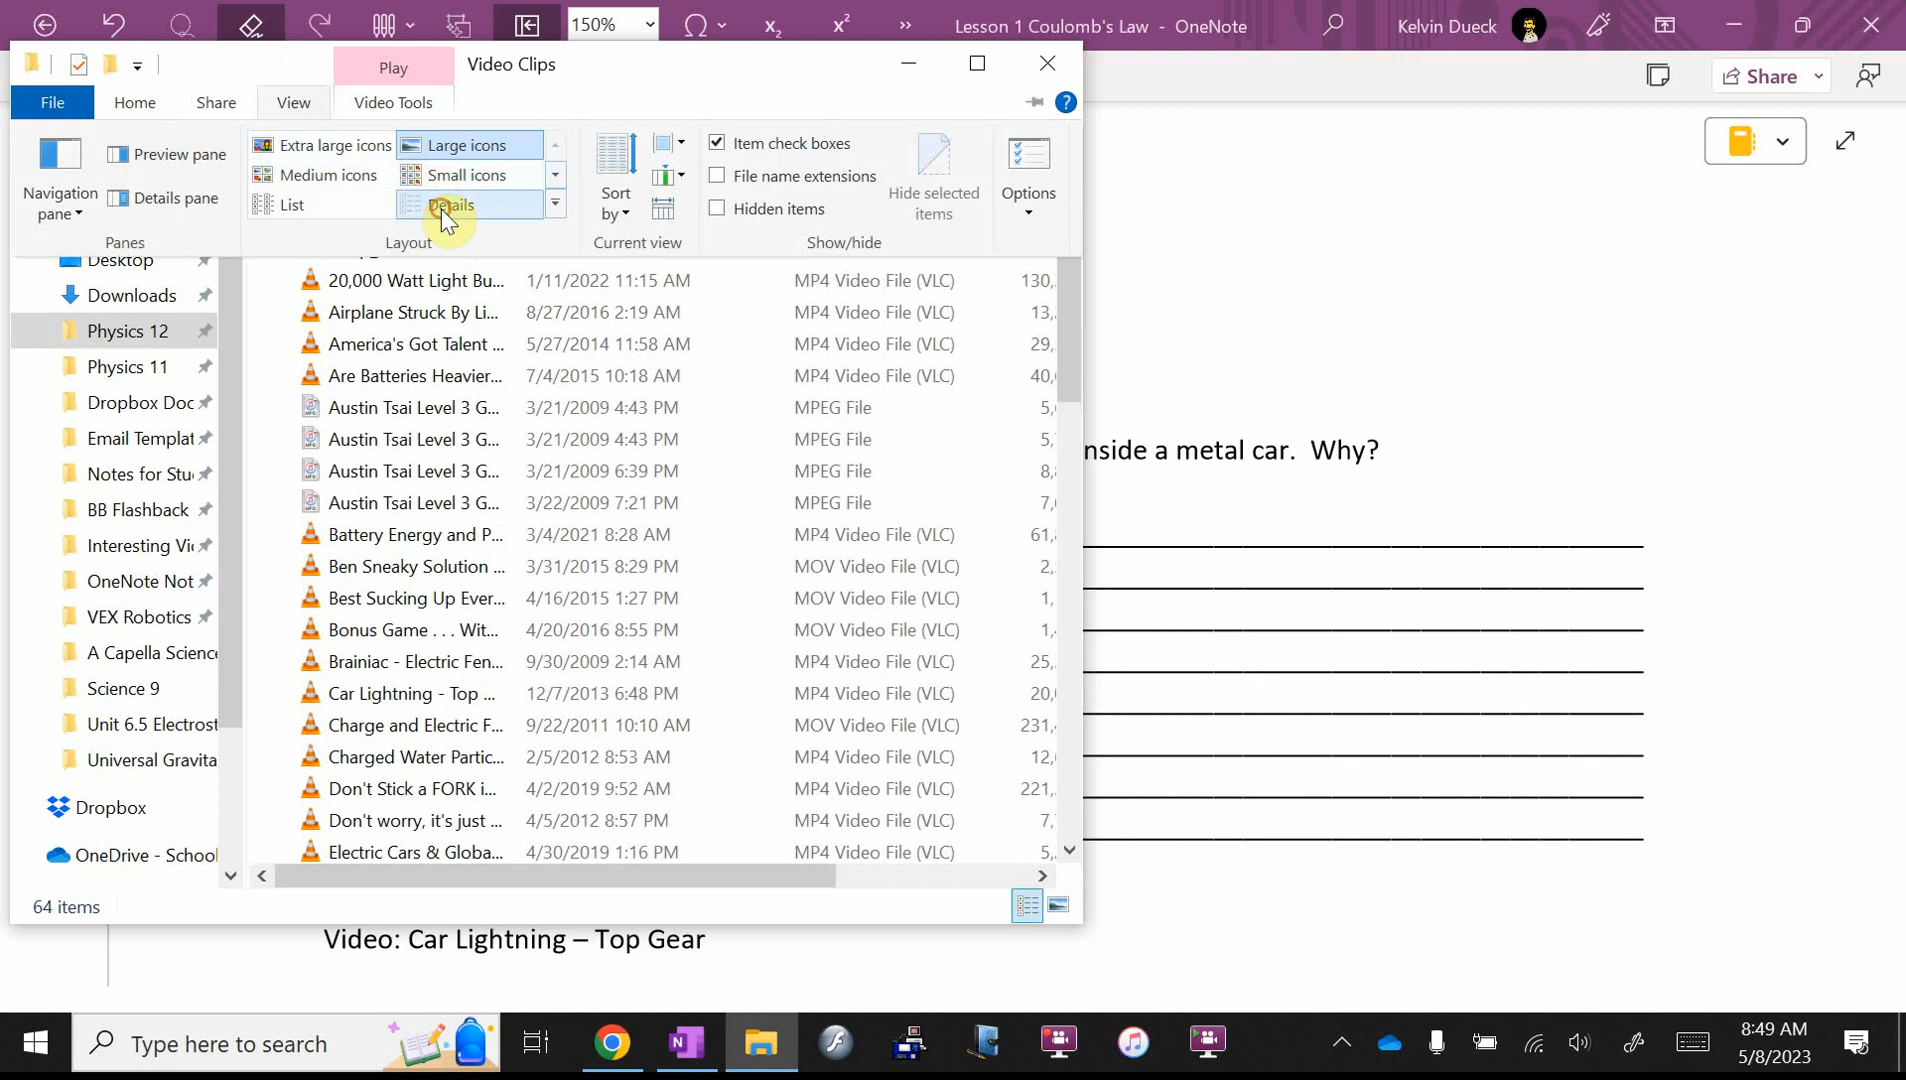 150%
Lesson 1 Coulomb's Law - OneNote
Kelvin Dueck
Share
Play
Video Clips
File
Home
Share
View
Video Tools
Navigation pane
Preview pane
Details pane
Panes
Extra large icons
Large icons
Medium icons
Small icons
List
Details
Layout
Sort by
Current view
Item check boxes
File name extensions
Hidden items
Hide selected items
Show/hide
Options
Desktop
Downloads
Physics 12
Physics 11
Dropbox Doc
Email Templat
Notes for Stu
BB Flashback
Interesting Vi
OneNote Not
VEX Robotics
A Capella Science
Science 9
Unit 6.5 Electrost
Universal Gravita
Dropbox
OneDrive - School
20,000 Watt Light Bu... 1/11/2022 11:15 AM MP4 Video File (VLC) 130,
Airplane Struck By Li... 8/27/2016 2:19 AM MP4 Video File (VLC) 13,
America's Got Talent ... 5/27/2014 11:58 AM MP4 Video File (VLC) 29,
Are Batteries Heavier... 7/4/2015 10:18 AM MP4 Video File (VLC) 40,
Austin Tsai Level 3 G... 3/21/2009 4:43 PM MPEG File 5,
Austin Tsai Level 3 G... 3/21/2009 4:43 PM MPEG File 5,
Austin Tsai Level 3 G... 3/21/2009 6:39 PM MPEG File 8,
Austin Tsai Level 3 G... 3/22/2009 7:21 PM MPEG File 7,
Battery Energy and P... 3/4/2021 8:28 AM MP4 Video File (VLC) 61,
Ben Sneaky Solution ... 3/31/2015 8:29 PM MOV Video File (VLC) 2,
Best Sucking Up Ever... 4/16/2015 1:27 PM MOV Video File (VLC) 1,
Bonus Game . . . Wit... 4/20/2016 8:55 PM MOV Video File (VLC) 1,
Brainiac - Electric Fen... 9/30/2009 2:14 AM MP4 Video File (VLC) 25,
Car Lightning - Top ... 12/7/2013 6:48 PM MP4 Video File (VLC) 20,
Charge and Electric F... 9/22/2011 10:10 AM MOV Video File (VLC) 231,
Charged Water Partic... 2/5/2012 8:53 AM MP4 Video File (VLC) 12,
Don't Stick a FORK i... 4/2/2019 9:52 AM MP4 Video File (VLC) 221,
Don't worry, it's just ... 4/5/2012 8:57 PM MP4 Video File (VLC) 7,
Electric Cars & Globa... 4/30/2019 1:16 PM MP4 Video File (VLC) 5,
64 items
nside a metal car. Why?
Video: Car Lightning – Top Gear
Type here to search
8:49 AM
5/8/2023